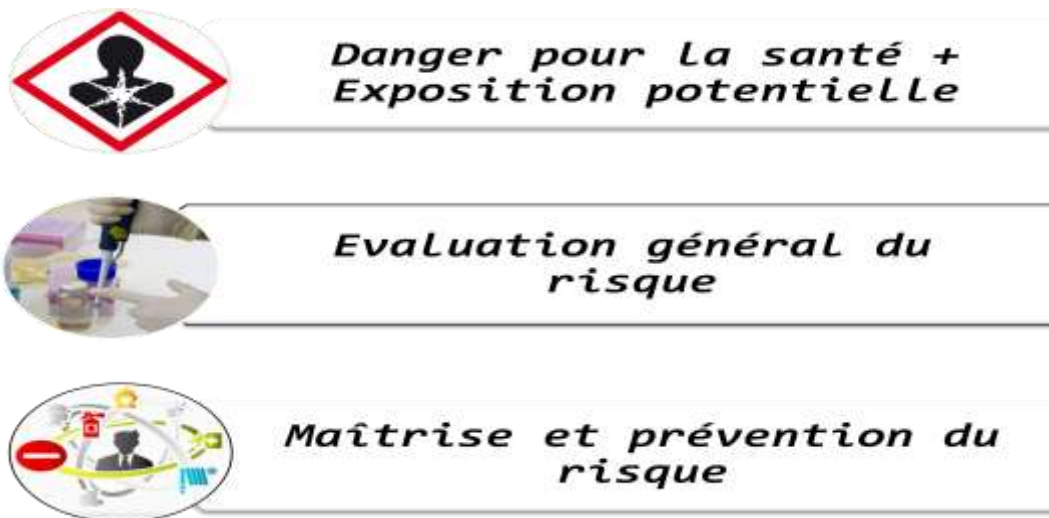 Danger pour la santé +
Exposition potentielle
Evaluation général du
risque
Maîtrise et prévention du
risque